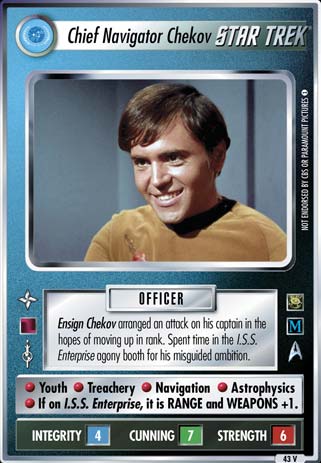 Chief Navigator Chekov STAR TREK
NOT ENDORSED BY CBS OR PARAMOUNT PICTURES
OFFICER
Ensign Chekov arranged an attack on his captain in the
hopes of moving up in rank. Spent time in the I.S.S.
Enterprise agony booth for his misguided ambition.
M
• Youth • Treachery • Navigation • Astrophysics
• If on I.S.S. Enterprise, it is RANGE and WEAPONS +1.
INTEGRITY 4 CUNNING 7 STRENGTH 6
43 V